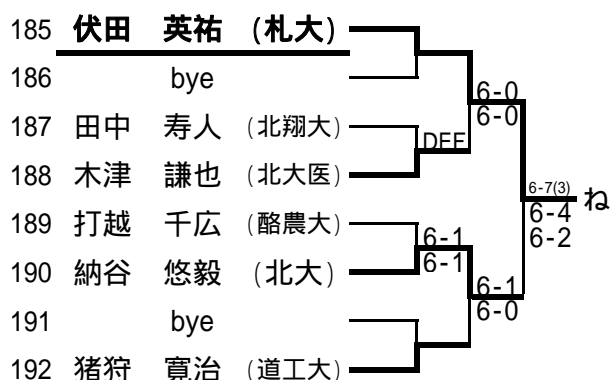 185 伏田 英祐 (札大)
186 bye
6-0
187 田中 寿人 (北翔大)
6-0
DEF
188 木津 謙也 (北大医)
6-7(3)
ね
6-4
189 打越 千広 (酪農大)
6-1
6-2
190 納谷 悠毅 (北大)
6-1
6-1
6-0
191 bye
192 猪狩 寛治 (道工大)